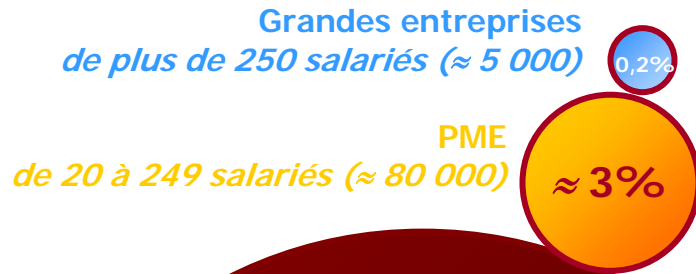 Grandes entreprises
de plus de 250 salariés (≈ 5 000)
0,2%
PME
de 20 à 249 salariés (≈ 80 000)
≈ 3%